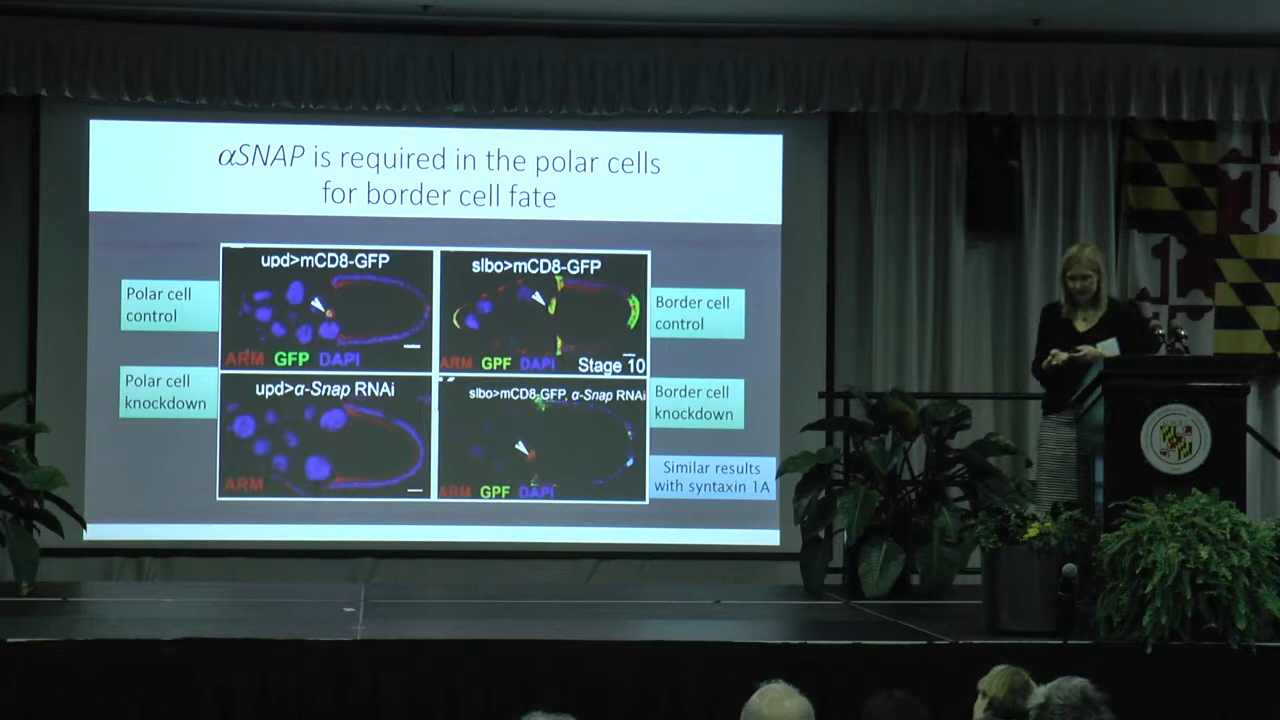 αSNAP is required in the polar cells
for border cell fate
Polar cell
control
upd>mCD8-GFP
ARM GFP DAPI
slbo>mCD8-GFP
ARM GPF DAPI
Stage 10
Border cell
control
Polar cell
knockdown
upd>α-Snap RNAi
ARM
slbo>mCD8-GFP, α-Snap RNAi
ARM GPF DAPI
Border cell
knockdown
Similar results
with syntaxin 1A